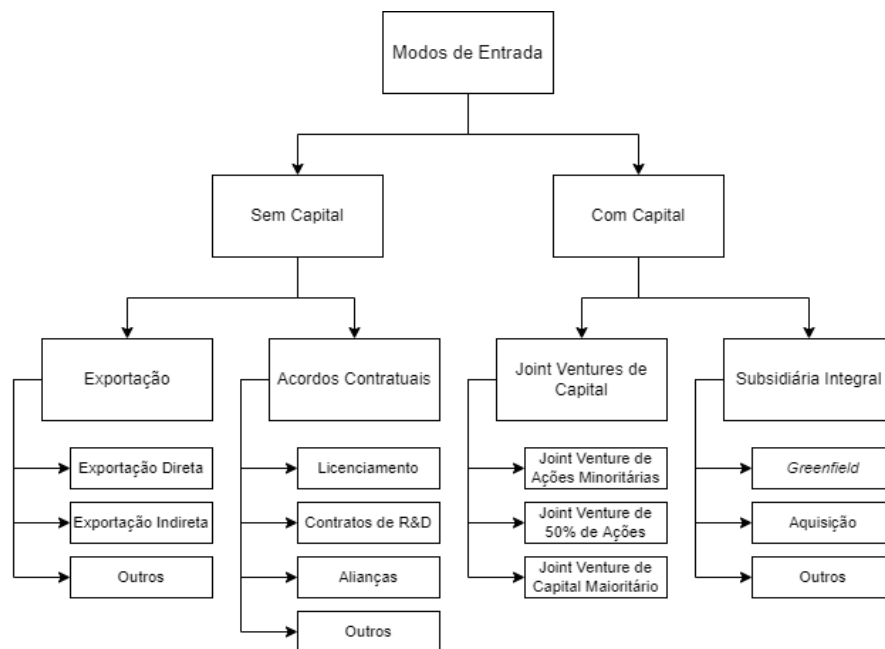 Modos de Entrada
Sem Capital
Com Capital
Exportação
Acordos Contratuais
Joint Ventures de
Capital
Subsidiária Integral
Exportação Direta
Licenciamento
Joint Venture de
Ações Minoritárias
Greenfield
Exportação Indireta
Contratos de R&D
Joint Venture de
50% de Ações
Aquisição
Outros
Alianças
Joint Venture de
Capital Maioritário
Outros
Outros